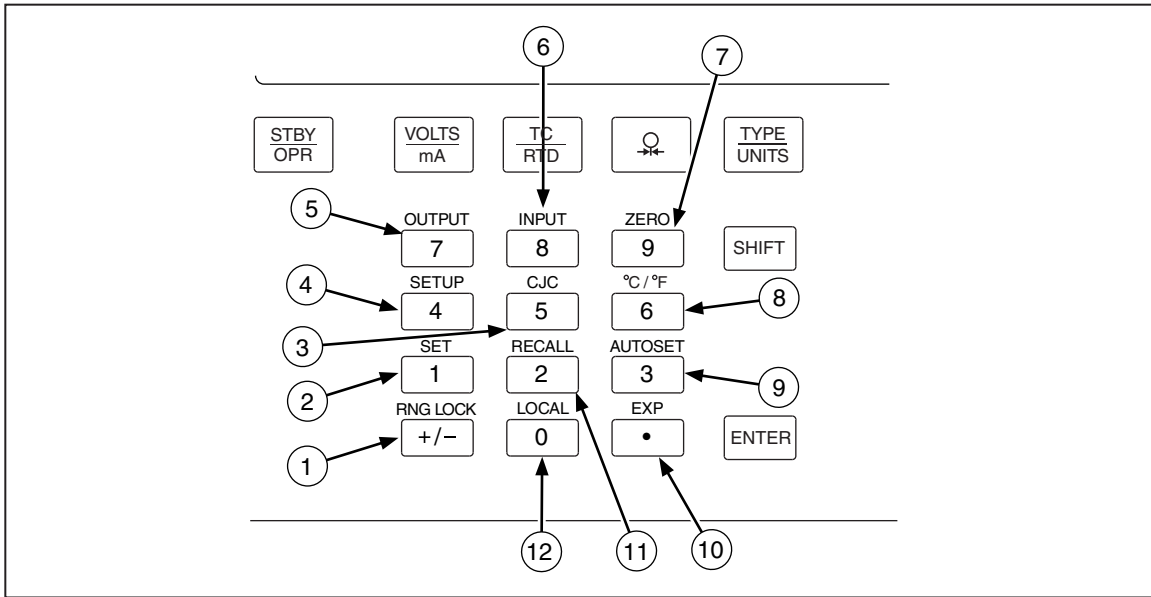 6
7
STBY VOLTS TC TYPE
OPR mA RTD UNITS
5
OUTPUT INPUT ZERO
7 8 9 SHIFT
4
SETUP CJC °C / °F
4 5 6
8
3
SET RECALL AUTOSET
1 2 3
2
9
RNG LOCK LOCAL EXP
+/− 0 • ENTER
1
12 11 10